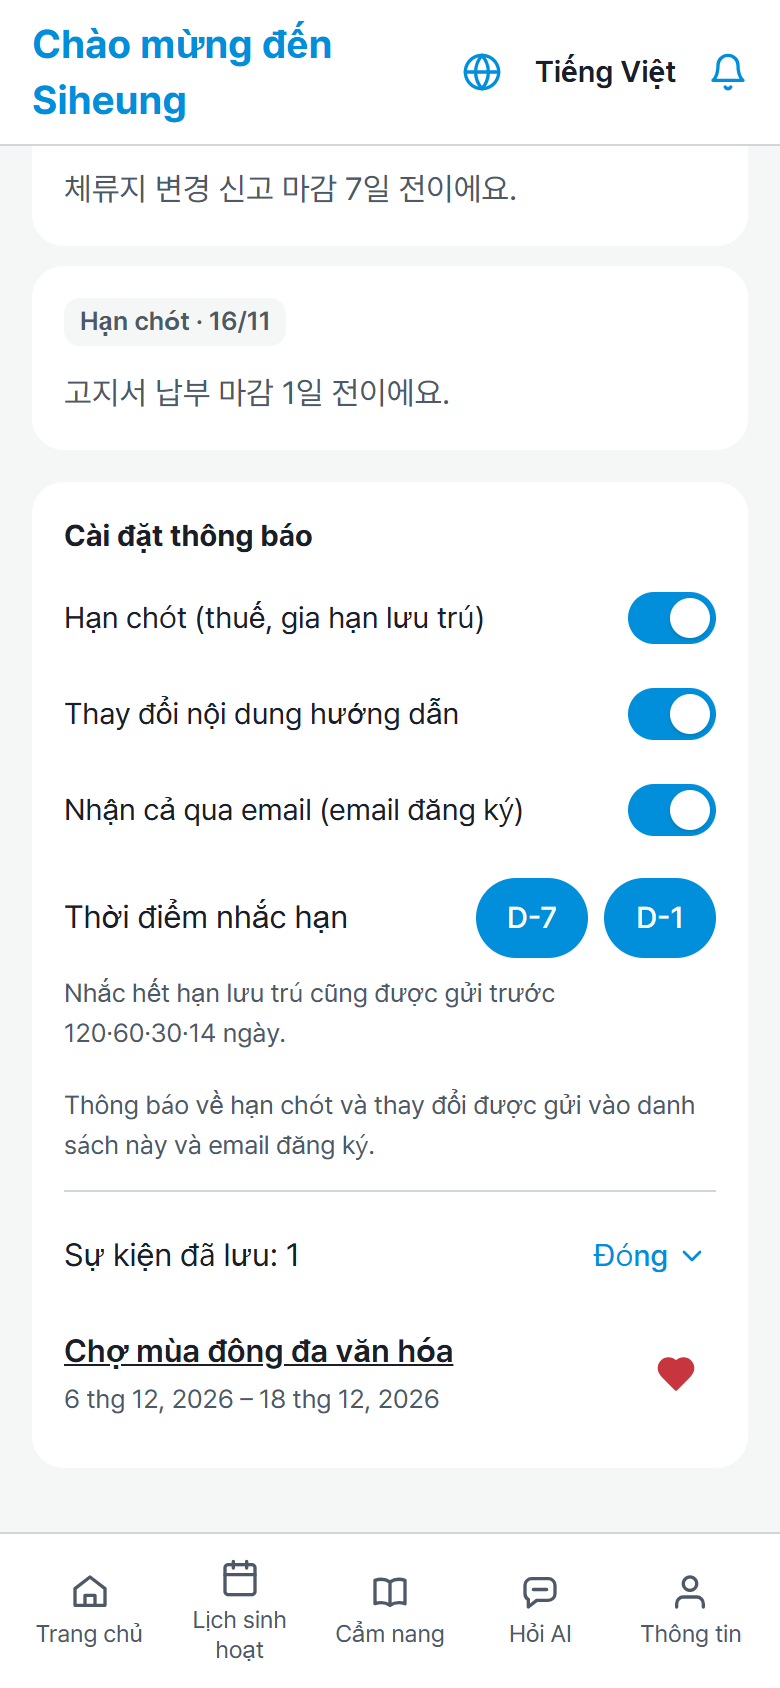 Chào mừng đến
Siheung
Tiếng Việt
체류지 변경 신고 마감 7일 전이에요.
Hạn chót · 16/11
고지서 납부 마감 1일 전이에요.
Cài đặt thông báo
Hạn chót (thuế, gia hạn lưu trú)
Thay đổi nội dung hướng dẫn
Nhận cả qua email (email đăng ký)
Thời điểm nhắc hạn
D-7
D-1
Nhắc hết hạn lưu trú cũng được gửi trước
120·60·30·14 ngày.
Thông báo về hạn chót và thay đổi được gửi vào danh
sách này và email đăng ký.
Sự kiện đã lưu: 1
Đóng
Chợ mùa đông đa văn hóa
6 thg 12, 2026 – 18 thg 12, 2026
Trang chủ
Lịch sinh
hoạt
Cẩm nang
Hỏi AI
Thông tin